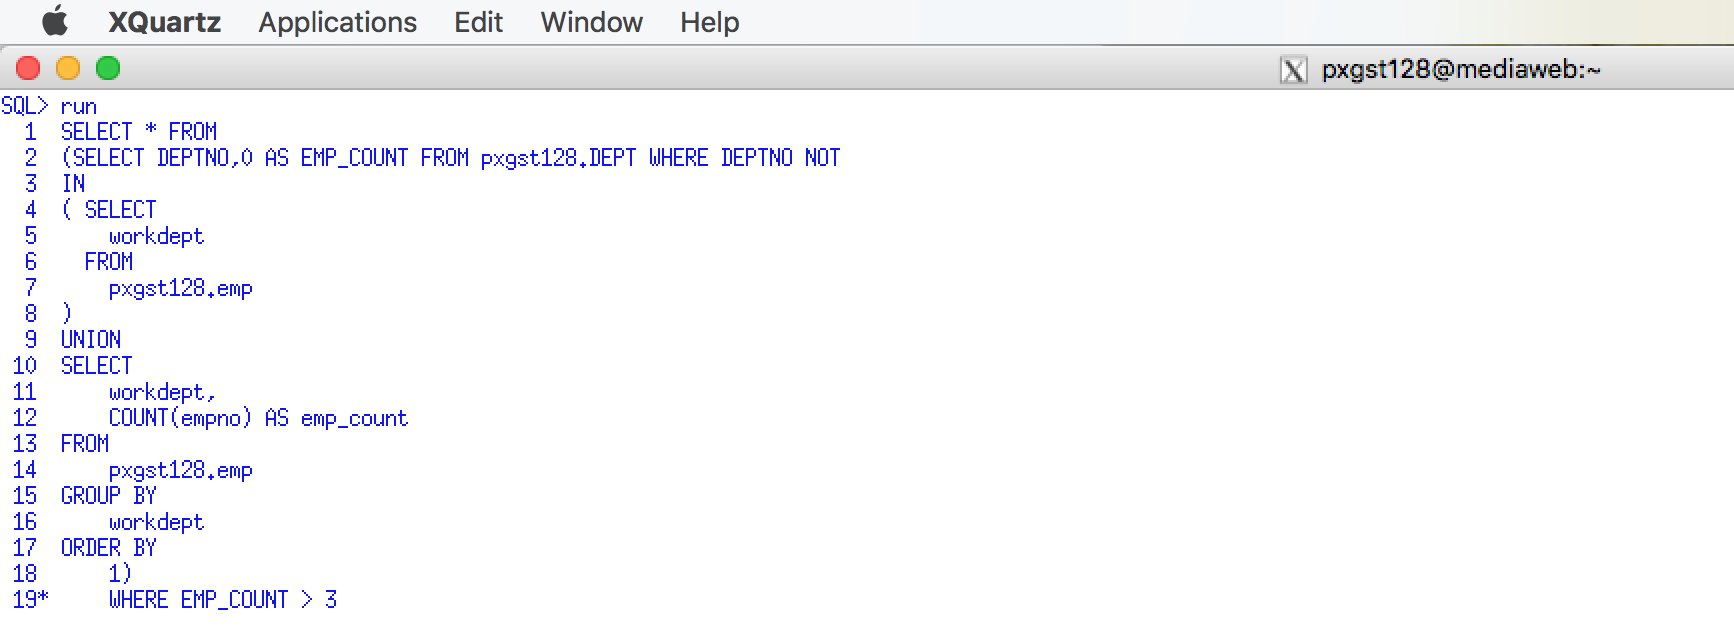 XQuartz Applications Edit Window Help
X pxgst128@mediaweb:~
SQL> run
1 SELECT * FROM
2 (SELECT DEPTNO,0 AS EMP_COUNT FROM pxgst128.DEPT WHERE DEPTNO NOT
3 IN
4 ( SELECT
5 workdept
6 FROM
7 pxgst128.emp
8 )
9 UNION
10 SELECT
11 workdept,
12 COUNT(empno) AS emp_count
13 FROM
14 pxgst128.emp
15 GROUP BY
16 workdept
17 ORDER BY
18 1)
19* WHERE EMP_COUNT > 3